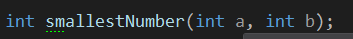 int smallestNumber(int a, int b);